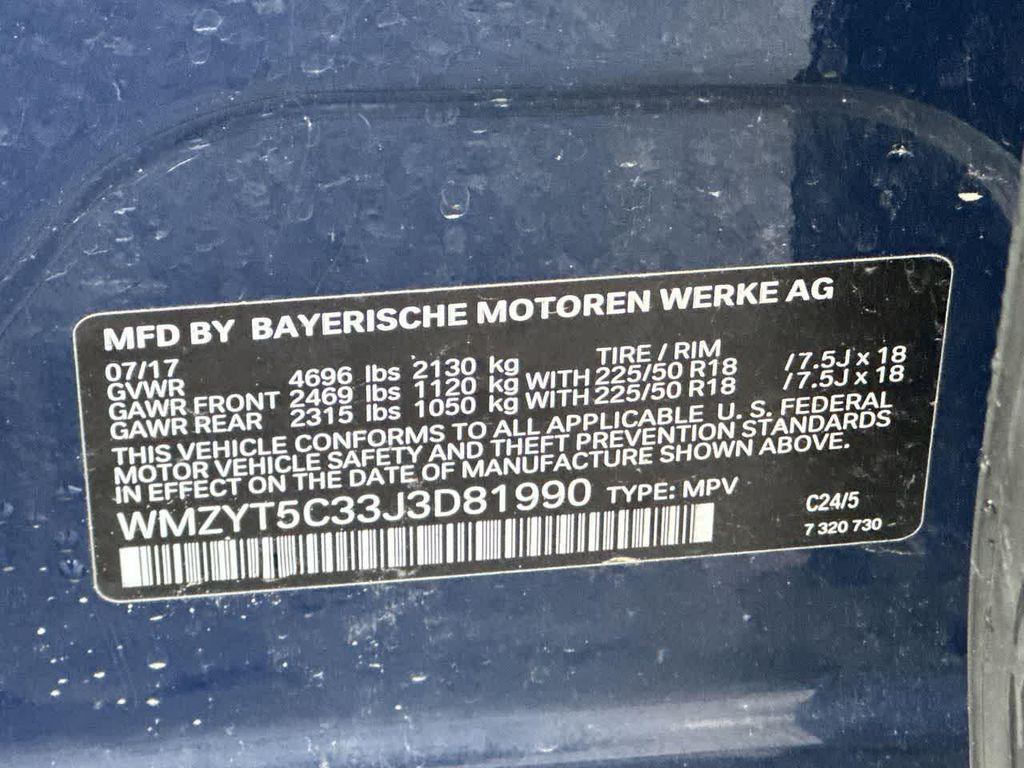 MFD BY BAYERISCHE MOTOREN WERKE AG
07/17 TIRE / RIM
GVWR 4696 lbs 2130 kg
GAWR FRONT 2469 lbs 1120 kg WITH 225/50 R18 /7.5J x 18
GAWR REAR 2315 lbs 1050 kg WITH 225/50 R18 /7.5J x 18
THIS VEHICLE CONFORMS TO ALL APPLICABLE U. S. FEDERAL
MOTOR VEHICLE SAFETY AND THEFT PREVENTION STANDARDS
IN EFFECT ON THE DATE OF MANUFACTURE SHOWN ABOVE.
WMZYT5C33J3D81990 TYPE: MPV
C24/5
7 320 730